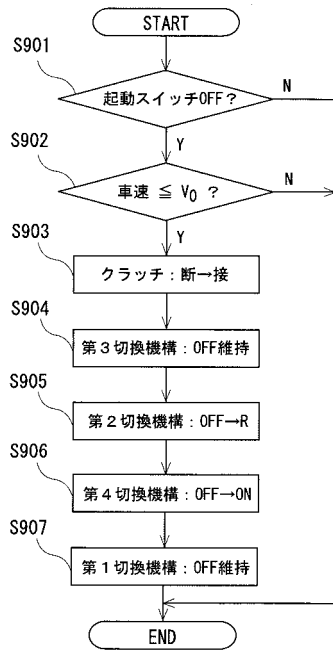 START
S901
起動スイッチOFF？
N
Y
S902
車速 ≦ V0 ？
N
Y
S903
クラッチ：断→接
S904
第3切換機構：OFF維持
S905
第2切換機構：OFF→R
S906
第4切換機構：OFF→ON
S907
第1切換機構：OFF維持
END